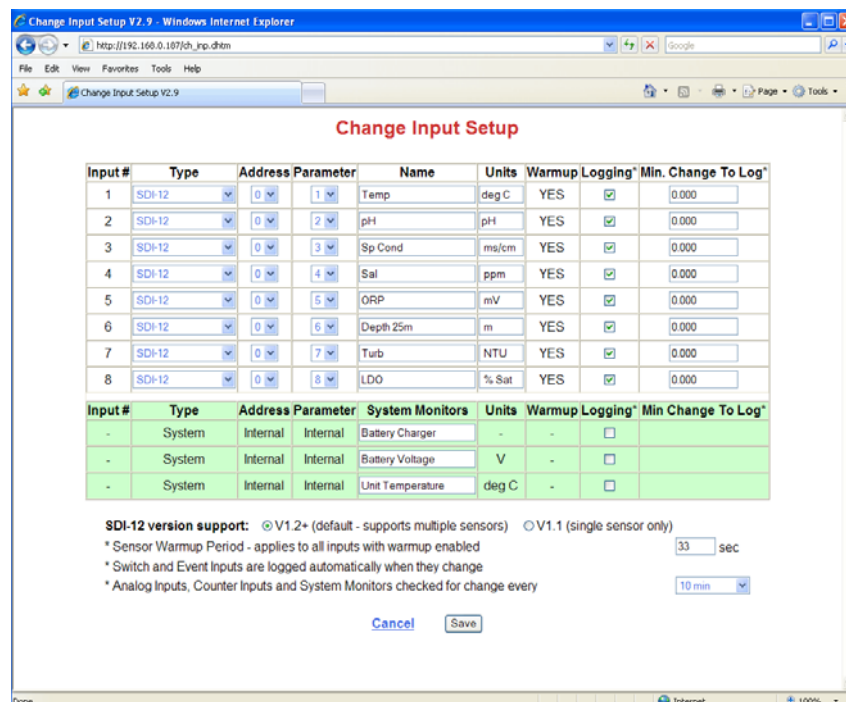 Change Input Setup V2.9 - Windows Internet Explorer
http://192.168.0.187/ch_inp.dhtm Google
File Edit View Favorites Tools Help
Change Input Setup V2.9 Page Tools
Change Input Setup
Input # Type Address Parameter Name Units Warmup Logging* Min. Change To Log*
1 SDI-12 0 1 Temp deg C YES 0.000
2 SDI-12 0 2 pH pH YES 0.000
3 SDI-12 0 3 Sp Cond ms/cm YES 0.000
4 SDI-12 0 4 Sal ppm YES 0.000
5 SDI-12 0 5 ORP mV YES 0.000
6 SDI-12 0 6 Depth 25m m YES 0.000
7 SDI-12 0 7 Turb NTU YES 0.000
8 SDI-12 0 8 LDO % Sat YES 0.000
Input # Type Address Parameter System Monitors Units Warmup Logging* Min Change To Log*
- System Internal Internal Battery Charger - -
- System Internal Internal Battery Voltage V -
- System Internal Internal Unit Temperature deg C -
SDI-12 version support: V1.2+ (default - supports multiple sensors) V1.1 (single sensor only)
* Sensor Warmup Period - applies to all inputs with warmup enabled 33 sec
* Switch and Event Inputs are logged automatically when they change
* Analog Inputs, Counter Inputs and System Monitors checked for change every 10 min
Cancel Save
Done Internet 100%